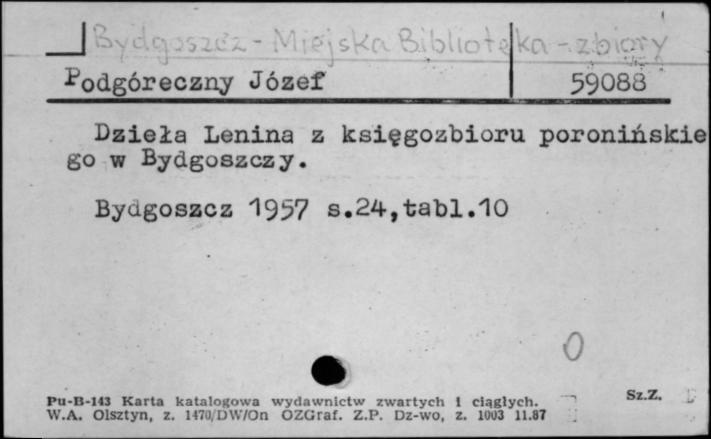 Bydgoszcz - Miejska Biblioteka - zbiory
Podgóreczny Józef 59088
Dzieła Lenina z księgozbioru poronińskie
go w Bydgoszczy.
Bydgoszcz 1957 s.24,tabl.10
0
Pu-B-143 Karta katalogowa wydawnictw zwartych i ciągłych. Sz.Z.
W.A. Olsztyn, z. 1470/DW/On OZGraf. Z.P. Dz-wo, z. 1003 11.87